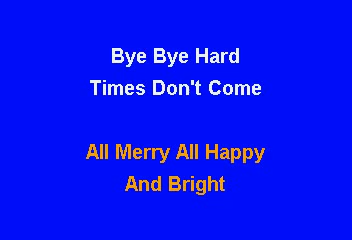 Bye Bye Hard
Times Don't Come
All Merry All Happy
And Bright